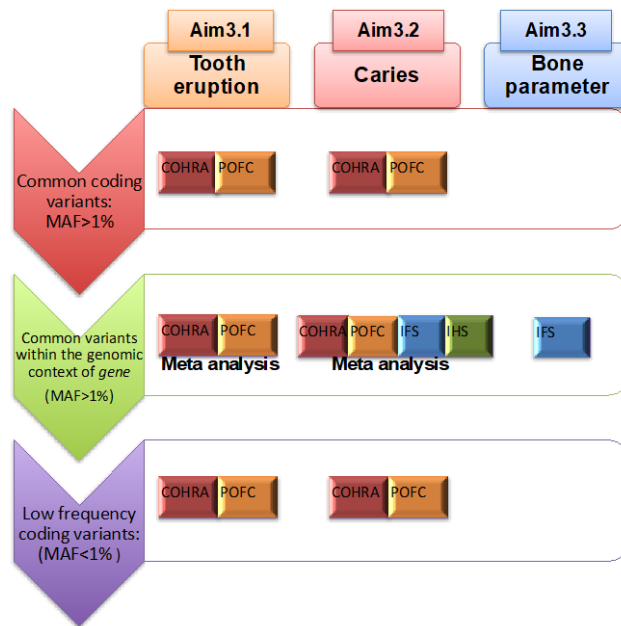 Aim3.1
Aim3.2
Aim3.3
Tooth
eruption
Caries
Bone
parameter
Common coding
variants:
MAF>1%
COHRA POFC
COHRA POFC
Common variants
within the genomic
context of gene
(MAF>1%)
COHRA POFC
Meta analysis
COHRA POFC IFS IHS
Meta analysis
IFS
Low frequency
coding variants:
(MAF<1% )
COHRA POFC
COHRA POFC